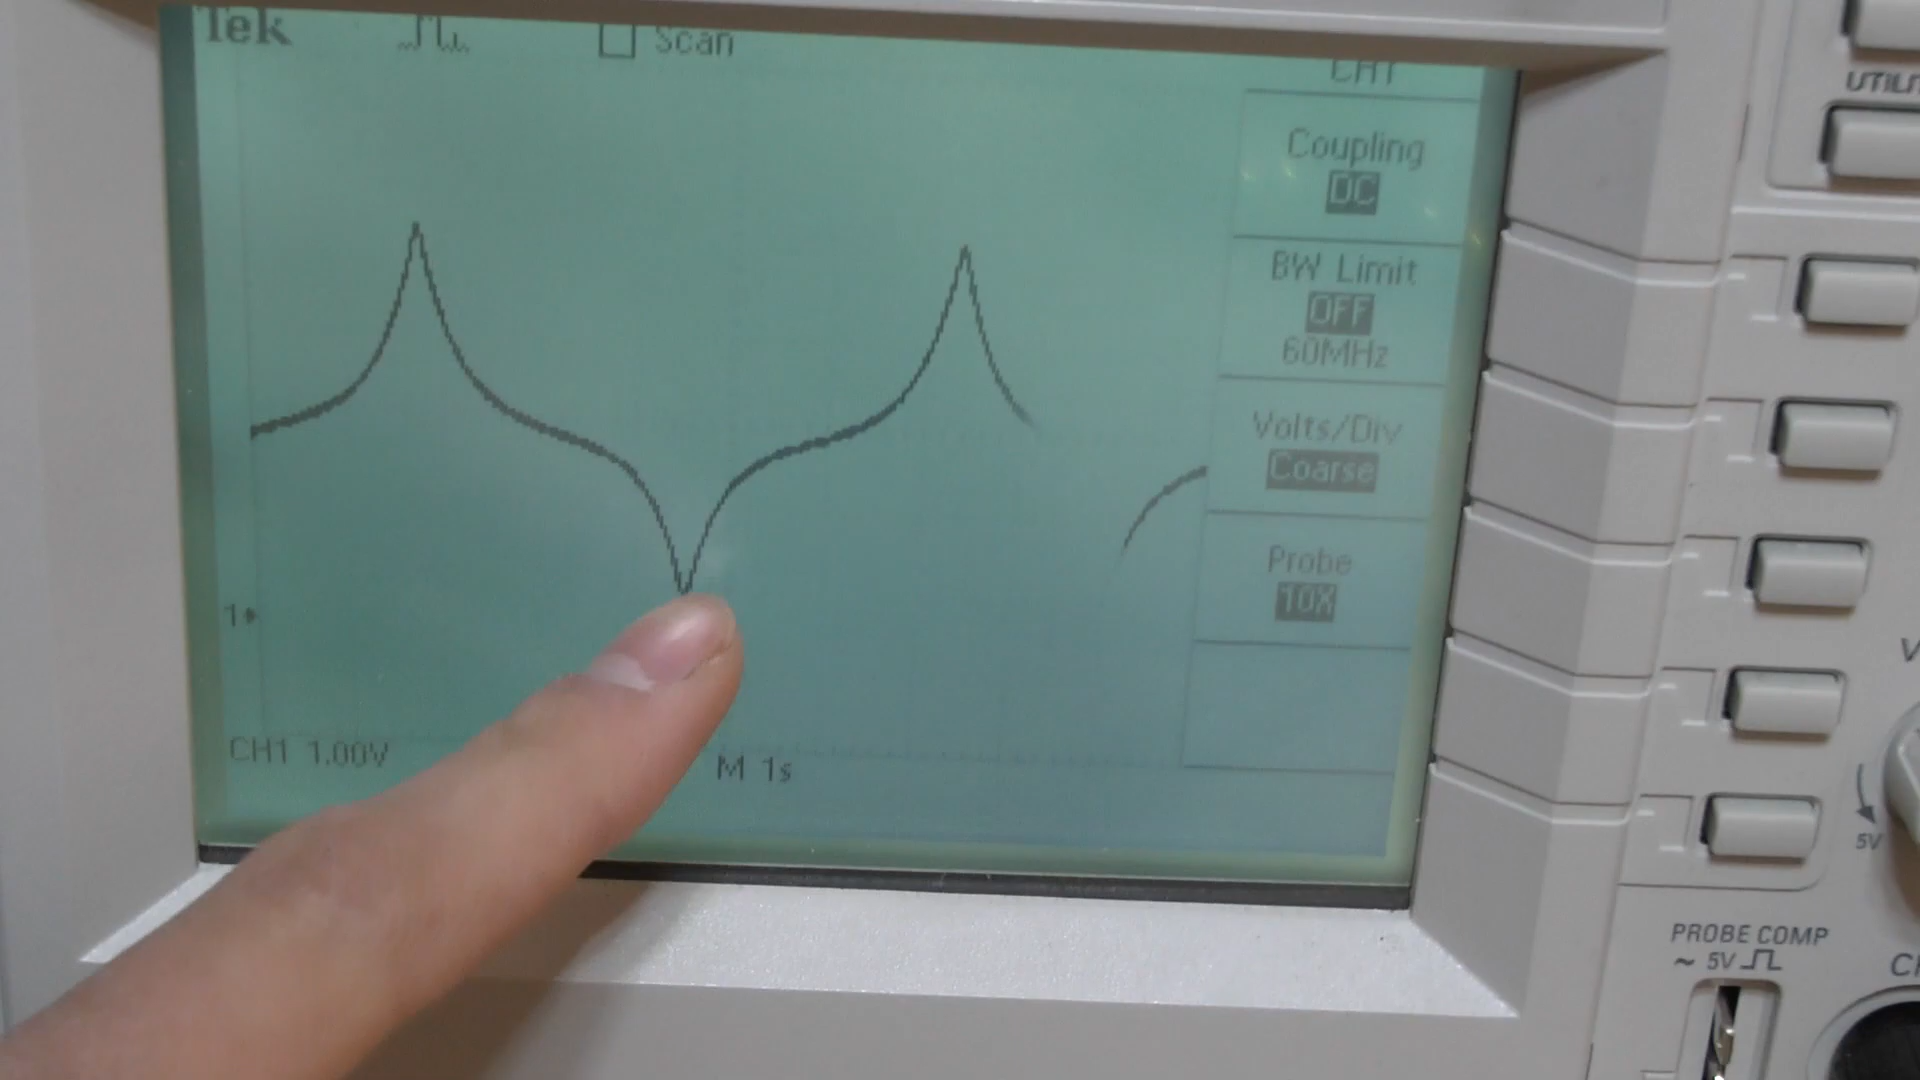 Tek
Scan
CH1
Coupling
DC
BW Limit
OFF
60MHz
Volts/Div
Coarse
Probe
10X
1
CH1 1.00V
M 1s
5V
PROBE COMP
~ 5V